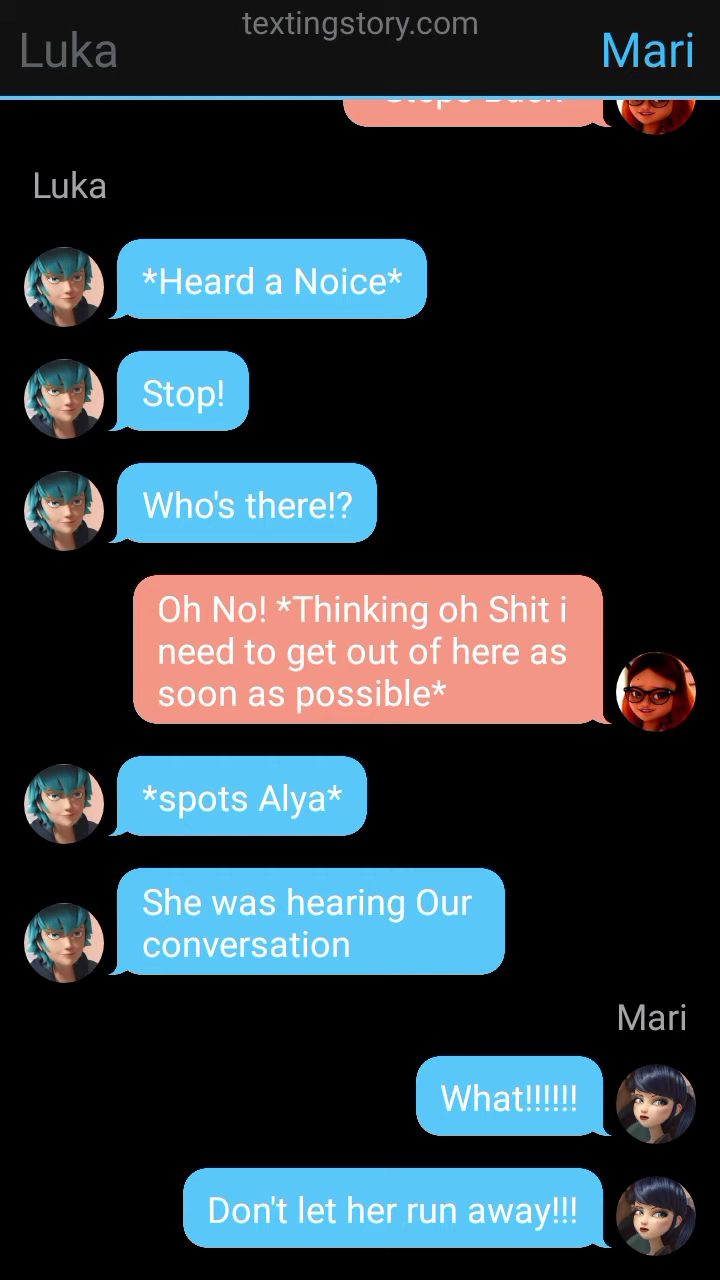 textingstory.com
Luka
Mari
Luka
*Heard a Noice*
Stop!
Who's there!?
Oh No! *Thinking oh Shit i
need to get out of here as
soon as possible*
*spots Alya*
She was hearing Our
conversation
Mari
What!!!!!!
Don't let her run away!!!